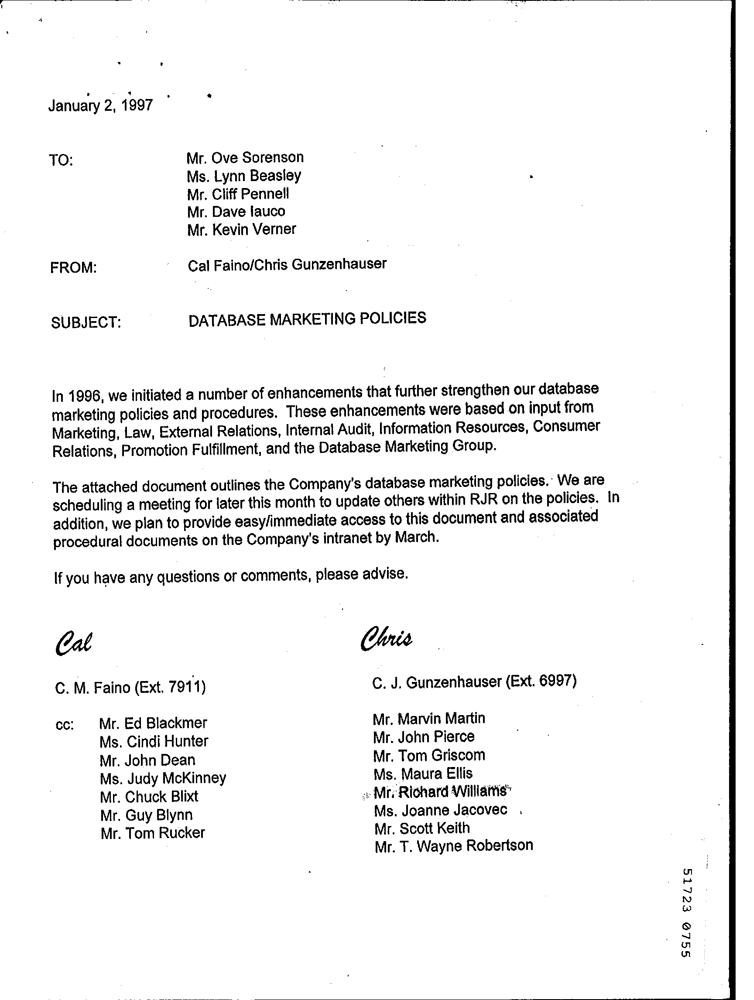 January 2, 1997
TO: Mr. Ove Sorenson
Ms. Lynn Beasley
Mr. Cliff Pennell
Mr. Dave Iauco
Mr. Kevin Verner
FROM: Cal Faino/Chris Gunzenhauser
SUBJECT: DATABASE MARKETING POLICIES
In 1996, we initiated a number of enhancements that further strengthen our database
marketing policies and procedures. These enhancements were based on input from
Marketing, Law, External Relations, Internal Audit, Information Resources, Consumer
Relations, Promotion Fulfillment, and the Database Marketing Group.
The attached document outlines the Company's database marketing policies. We are
scheduling a meeting for later this month to update others within RJR on the policies. In
addition, we plan to provide easy/immediate access to this document and associated
procedural documents on the Company's intranet by March.
If you have any questions or comments, please advise.
Cal Chris
C. M. Faino (Ext. 7911) C. J. Gunzenhauser (Ext. 6997)
cc: Mr. Ed Blackmer Mr. Marvin Martin
Ms. Cindi Hunter Mr. John Pierce
Mr. John Dean Mr. Tom Griscom
Ms. Judy McKinney Ms. Maura Ellis
Mr. Chuck Blixt Mr. Richard Williams
Mr. Guy Blynn Ms. Joanne Jacovec
Mr. Tom Rucker Mr. Scott Keith
Mr. T. Wayne Robertson
51723 0755